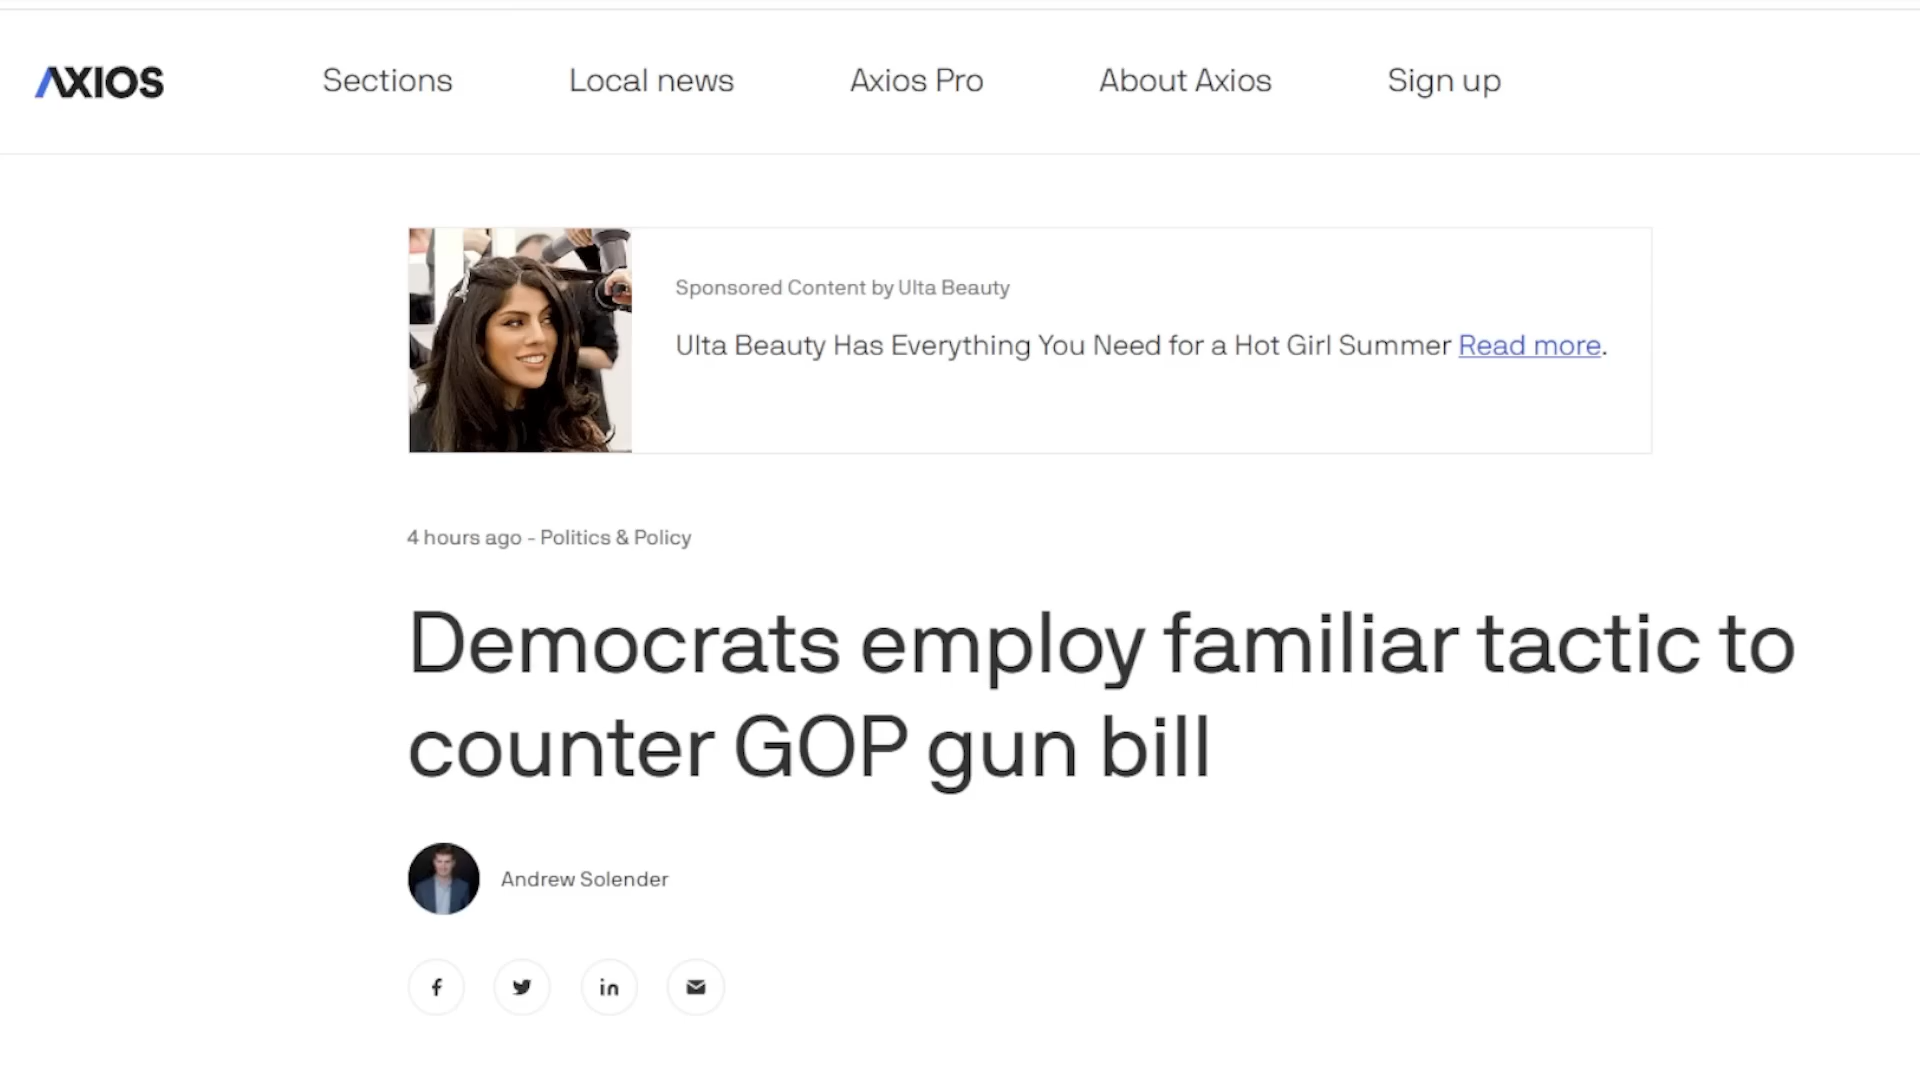 AXIOS
Sections
Local news
Axios Pro
About Axios
Sign up
Sponsored Content by Ulta Beauty
Ulta Beauty Has Everything You Need for a Hot Girl Summer Read more.
4 hours ago - Politics & Policy
Democrats employ familiar tactic to
counter GOP gun bill
Andrew Solender
f
in